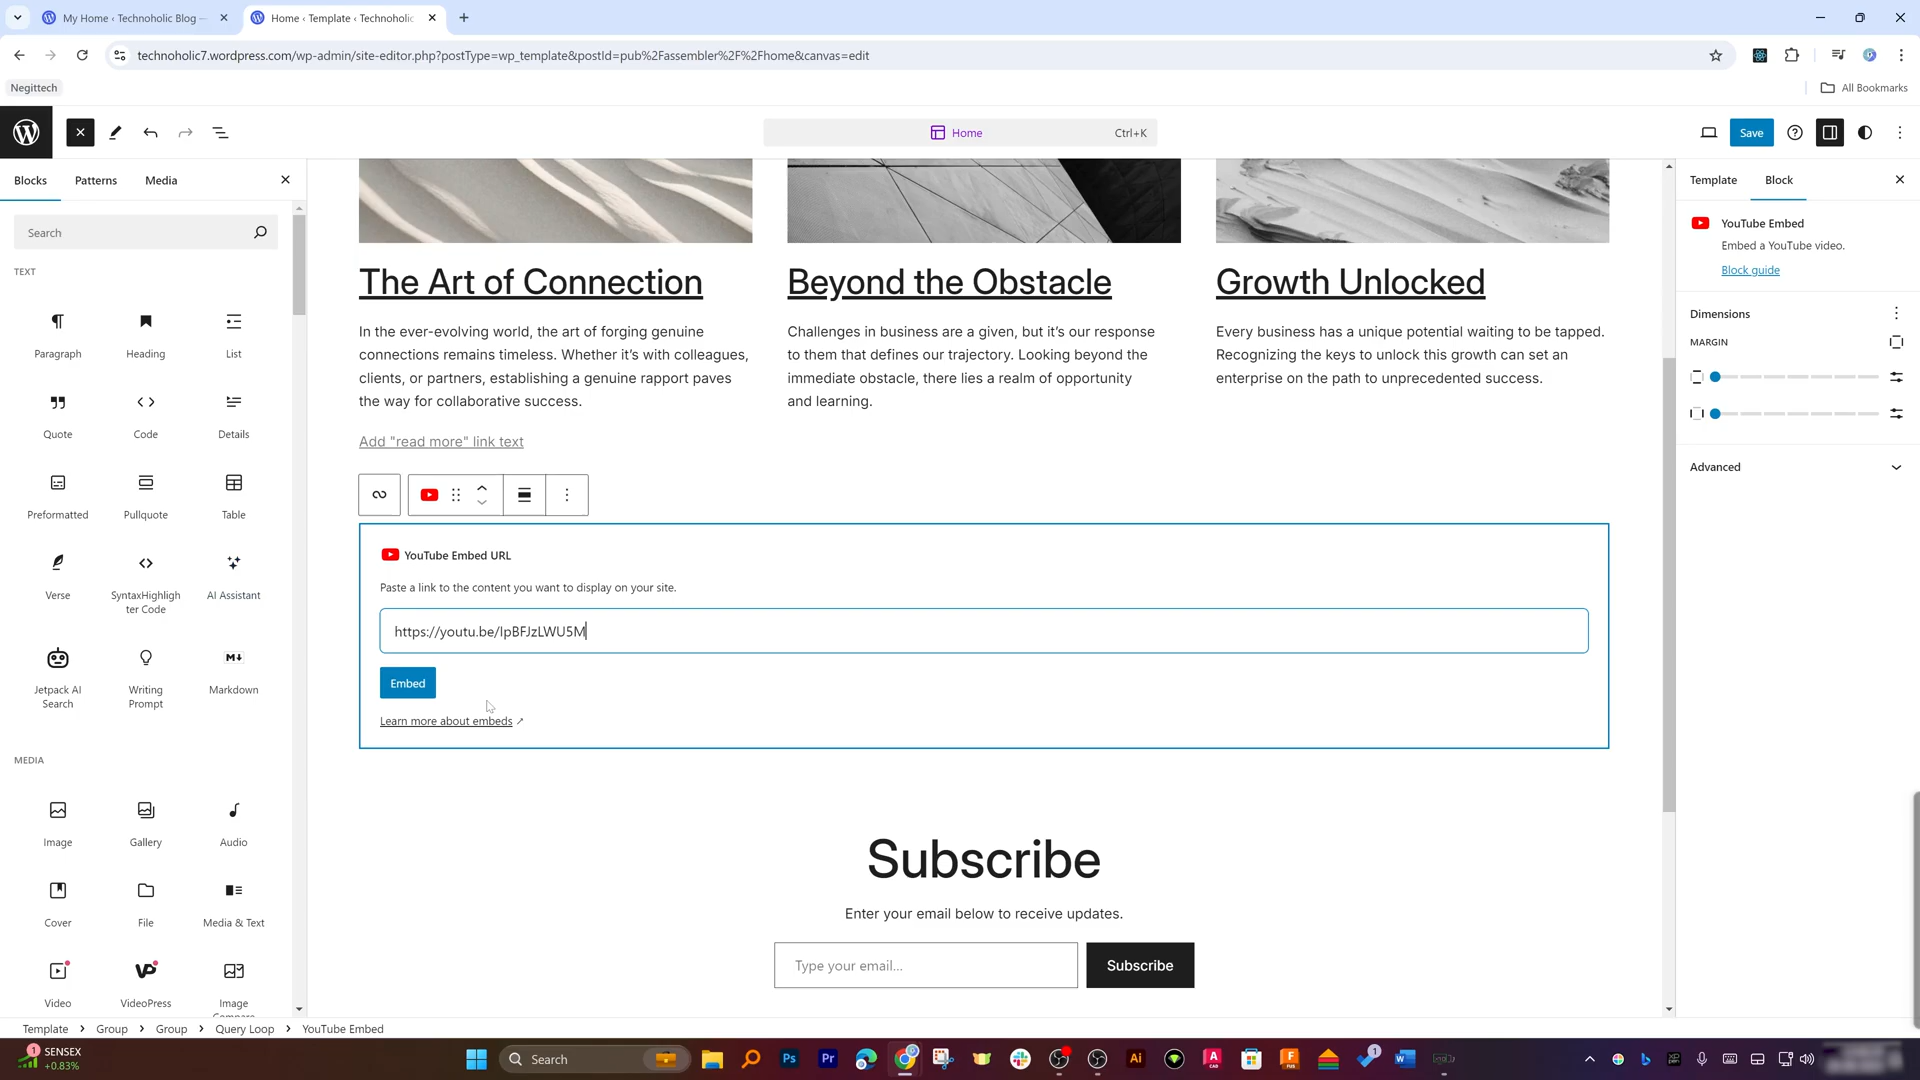 My Home ‹ Technoholic Blog —
Home ‹ Template ‹ Technoholic
technoholic7.wordpress.com/wp-admin/site-editor.php?postType=wp_template&postId=pub%2Fassembler%2F%2Fhome&canvas=edit
Negittech
All Bookmarks
Home
Ctrl+K
Save
Blocks
Patterns
Media
Search
TEXT
Paragraph
Heading
List
Quote
Code
Details
Preformatted
Pullquote
Table
Verse
SyntaxHighligh
ter Code
AI Assistant
Jetpack AI
Search
Writing
Prompt
Markdown
MEDIA
Image
Gallery
Audio
Cover
File
Media & Text
Video
VideoPress
Image
Compare
The Art of Connection
In the ever-evolving world, the art of forging genuine
connections remains timeless. Whether it's with colleagues,
clients, or partners, establishing a genuine rapport paves
the way for collaborative success.
Add "read more" link text
Beyond the Obstacle
Challenges in business are a given, but it's our response
to them that defines our trajectory. Looking beyond the
immediate obstacle, there lies a realm of opportunity
and learning.
Growth Unlocked
Every business has a unique potential waiting to be tapped.
Recognizing the keys to unlock this growth can set an
enterprise on the path to unprecedented success.
YouTube Embed URL
Paste a link to the content you want to display on your site.
https://youtu.be/IpBFJzLWU5M
Embed
Learn more about embeds ↗
Subscribe
Enter your email below to receive updates.
Type your email...
Subscribe
Template
Block
YouTube Embed
Embed a YouTube video.
Block guide
Dimensions
MARGIN
Advanced
Template > Group > Group > Query Loop > YouTube Embed
SENSEX
+0.83%
Search